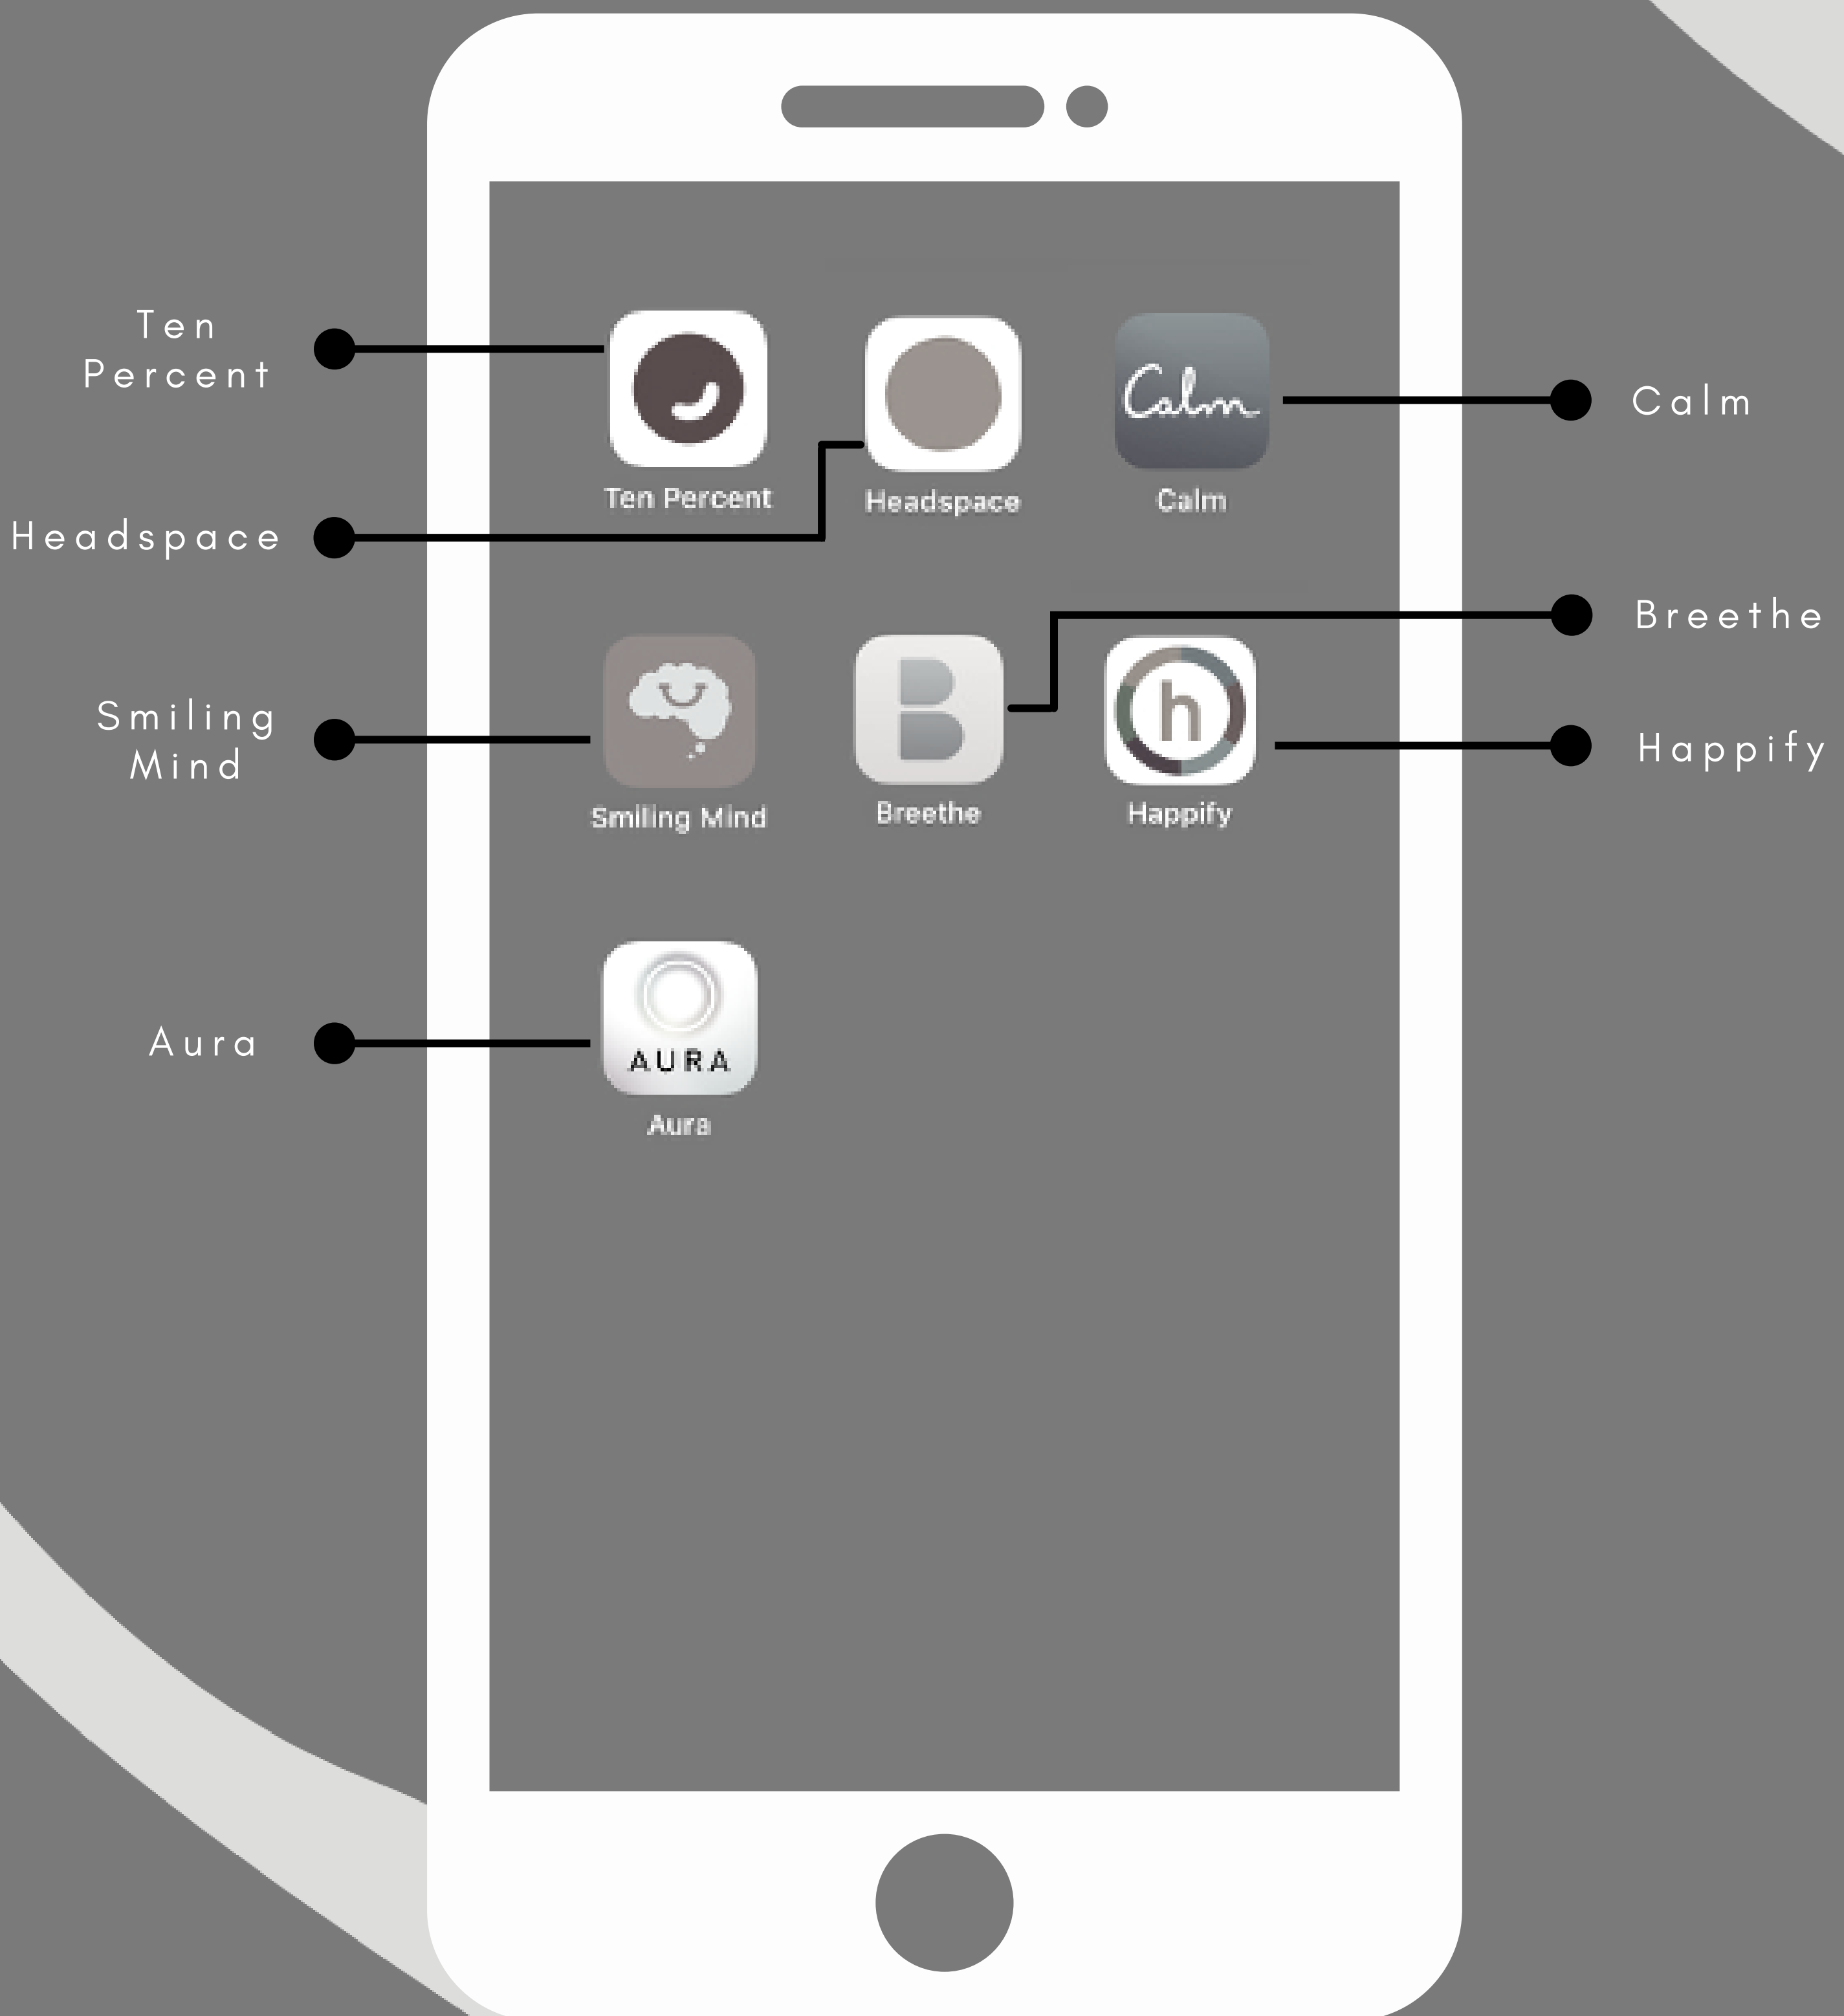 Ten
Percent
Headspace
Smiling
Mind
Aura
Calm
Ten Percent
Headspace
Calm
B
h
Smiling Mind
Breethe
Happify
AURA
Aura
Calm
Breethe
Happify